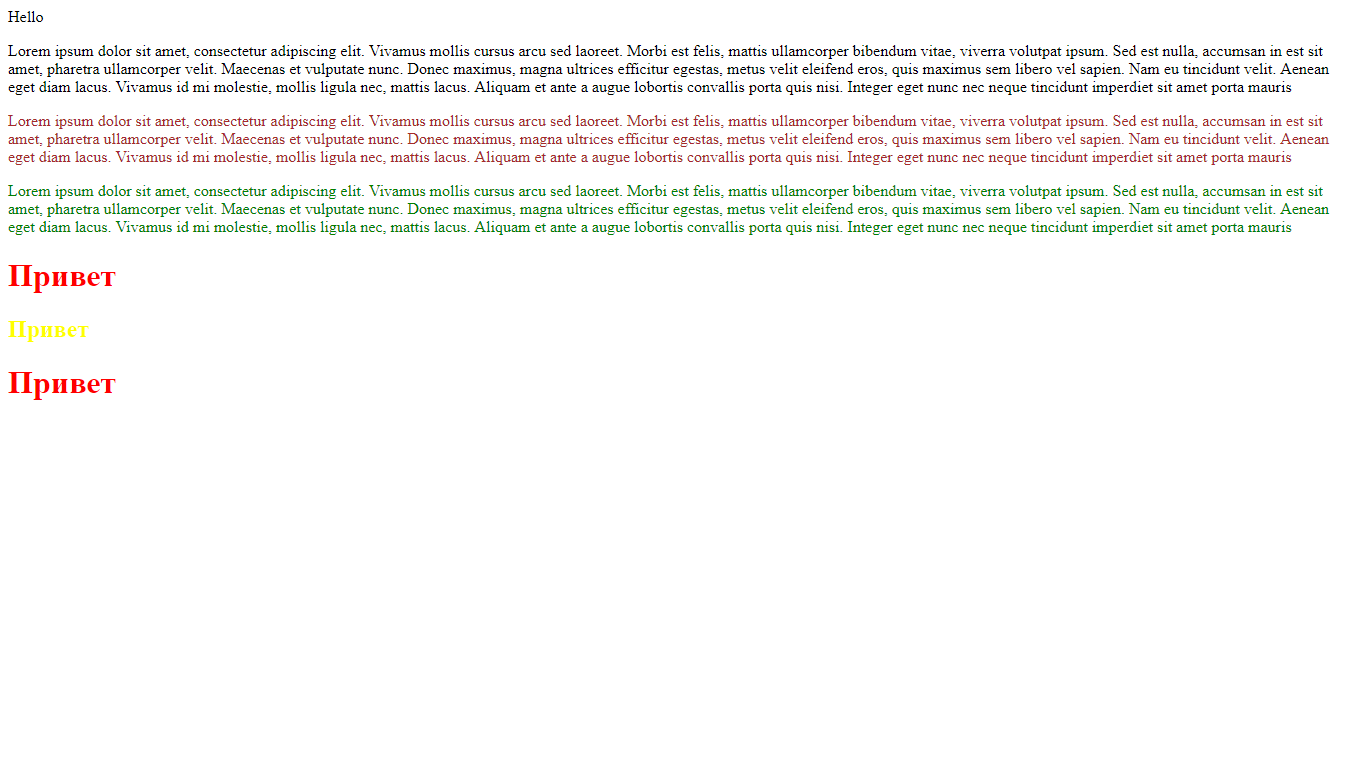 Hello
Lorem ipsum dolor sit amet, consectetur adipiscing elit. Vivamus mollis cursus arcu sed laoreet. Morbi est felis, mattis ullamcorper bibendum vitae, viverra volutpat ipsum. Sed est nulla, accumsan in est sit
amet, pharetra ullamcorper velit. Maecenas et vulputate nunc. Donec maximus, magna ultrices efficitur egestas, metus velit eleifend eros, quis maximus sem libero vel sapien. Nam eu tincidunt velit. Aenean
eget diam lacus. Vivamus id mi molestie, mollis ligula nec, mattis lacus. Aliquam et ante a augue lobortis convallis porta quis nisi. Integer eget nunc nec neque tincidunt imperdiet sit amet porta mauris
Lorem ipsum dolor sit amet, consectetur adipiscing elit. Vivamus mollis cursus arcu sed laoreet. Morbi est felis, mattis ullamcorper bibendum vitae, viverra volutpat ipsum. Sed est nulla, accumsan in est sit
amet, pharetra ullamcorper velit. Maecenas et vulputate nunc. Donec maximus, magna ultrices efficitur egestas, metus velit eleifend eros, quis maximus sem libero vel sapien. Nam eu tincidunt velit. Aenean
eget diam lacus. Vivamus id mi molestie, mollis ligula nec, mattis lacus. Aliquam et ante a augue lobortis convallis porta quis nisi. Integer eget nunc nec neque tincidunt imperdiet sit amet porta mauris
Lorem ipsum dolor sit amet, consectetur adipiscing elit. Vivamus mollis cursus arcu sed laoreet. Morbi est felis, mattis ullamcorper bibendum vitae, viverra volutpat ipsum. Sed est nulla, accumsan in est sit
amet, pharetra ullamcorper velit. Maecenas et vulputate nunc. Donec maximus, magna ultrices efficitur egestas, metus velit eleifend eros, quis maximus sem libero vel sapien. Nam eu tincidunt velit. Aenean
eget diam lacus. Vivamus id mi molestie, mollis ligula nec, mattis lacus. Aliquam et ante a augue lobortis convallis porta quis nisi. Integer eget nunc nec neque tincidunt imperdiet sit amet porta mauris
Привет
Привет
Привет